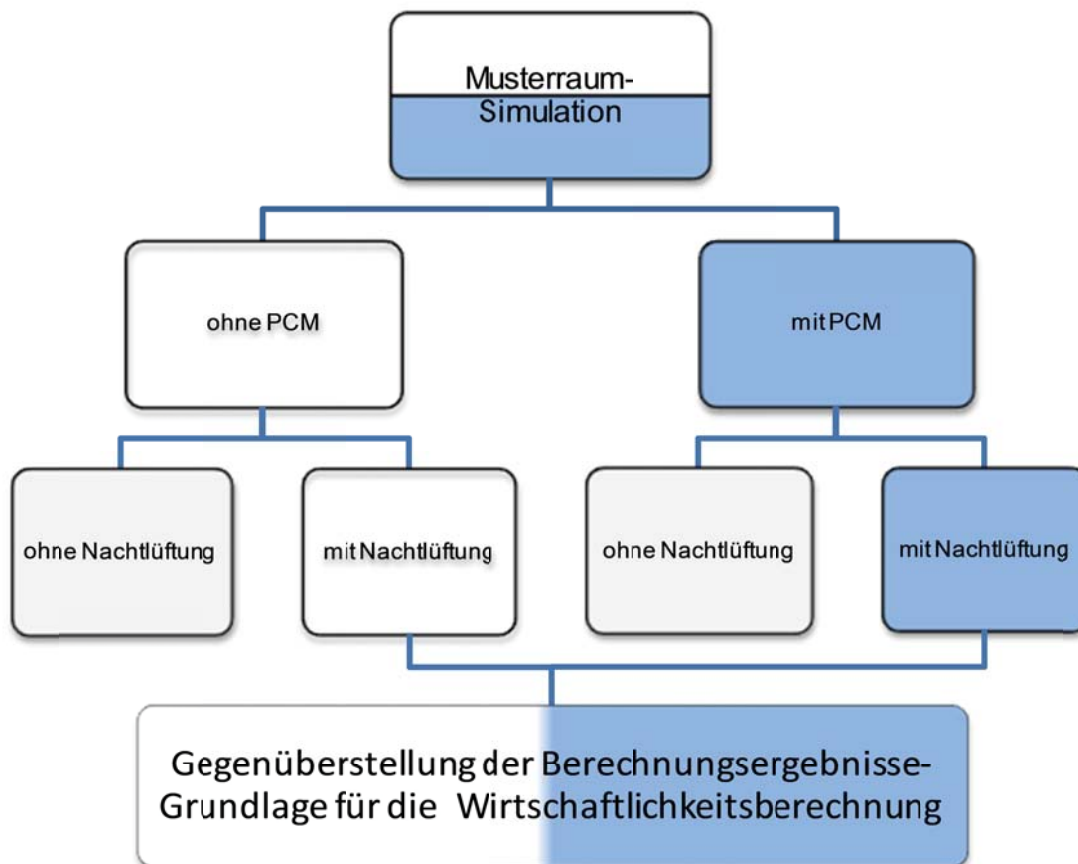 Musterraum-
Simulation
ohne PCM
mit PCM
ohne Nachtlüftung
mit Nachtlüftung
ohne Nachtlüftung
mit Nachtlüftung
Gegenüberstellung der Berechnungsergebnisse-
Grundlage für die Wirtschaftlichkeitsberechnung